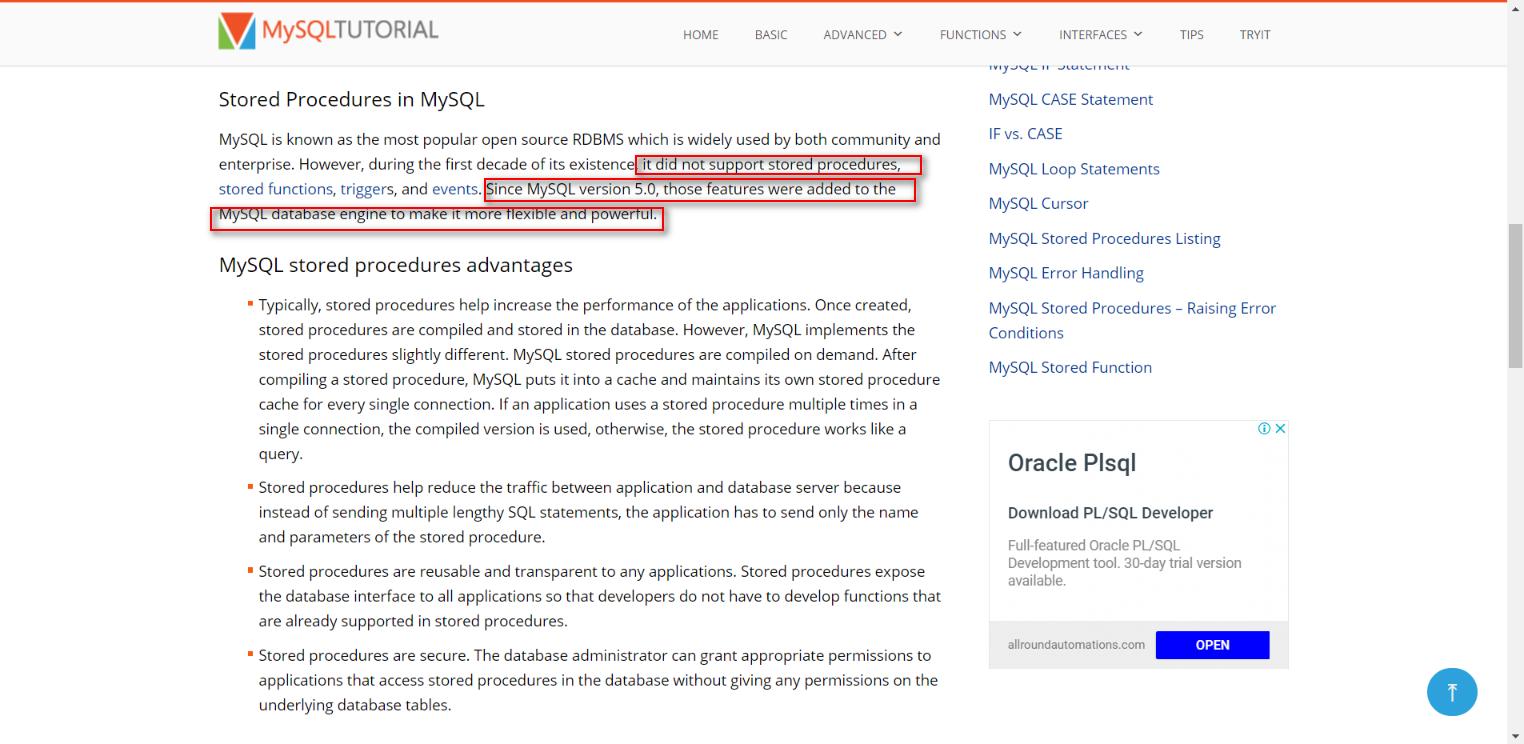 MySQLTUTORIAL
HOME BASIC ADVANCED FUNCTIONS INTERFACES TIPS TRYIT
Stored Procedures in MySQL
MySQL is known as the most popular open source RDBMS which is widely used by both community and
enterprise. However, during the first decade of its existence, it did not support stored procedures,
stored functions, triggers, and events. Since MySQL version 5.0, those features were added to the
MySQL database engine to make it more flexible and powerful.
MySQL stored procedures advantages
Typically, stored procedures help increase the performance of the applications. Once created,
stored procedures are compiled and stored in the database. However, MySQL implements the
stored procedures slightly different. MySQL stored procedures are compiled on demand. After
compiling a stored procedure, MySQL puts it into a cache and maintains its own stored procedure
cache for every single connection. If an application uses a stored procedure multiple times in a
single connection, the compiled version is used, otherwise, the stored procedure works like a
query.
Stored procedures help reduce the traffic between application and database server because
instead of sending multiple lengthy SQL statements, the application has to send only the name
and parameters of the stored procedure.
Stored procedures are reusable and transparent to any applications. Stored procedures expose
the database interface to all applications so that developers do not have to develop functions that
are already supported in stored procedures.
Stored procedures are secure. The database administrator can grant appropriate permissions to
applications that access stored procedures in the database without giving any permissions on the
underlying database tables.
MySQL IF Statement
MySQL CASE Statement
IF vs. CASE
MySQL Loop Statements
MySQL Cursor
MySQL Stored Procedures Listing
MySQL Error Handling
MySQL Stored Procedures – Raising Error
Conditions
MySQL Stored Function
Oracle Plsql
Download PL/SQL Developer
Full-featured Oracle PL/SQL
Development tool. 30-day trial version
available.
allroundautomations.com
OPEN